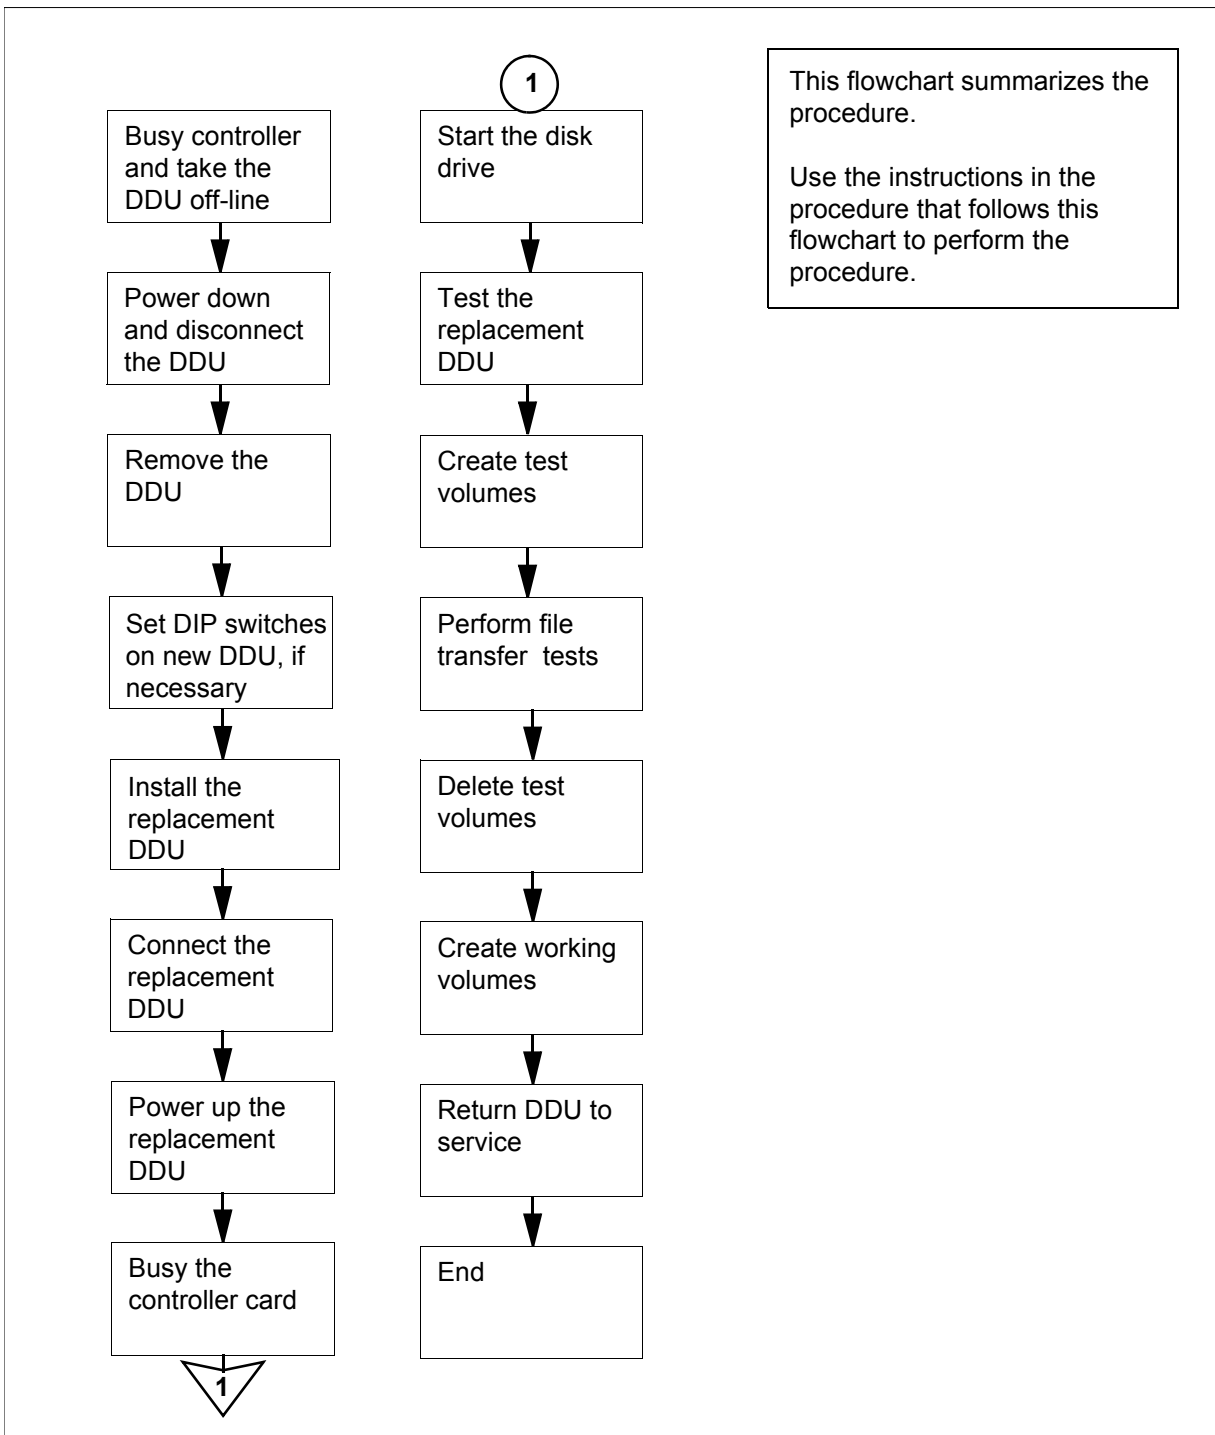 Busy controller
and take the
DDU off-line
Power down
and disconnect
the DDU
Remove the
DDU
Set DIP switches
on new DDU, if
necessary
Install the
replacement
DDU
Connect the
replacement
DDU
Power up the
replacement
DDU
Busy the
controller card
1
1
Start the disk
drive
Test the
replacement
DDU
Create test
volumes
Perform file
transfer tests
Delete test
volumes
Create working
volumes
Return DDU to
service
End
This flowchart summarizes the
procedure.
Use the instructions in the
procedure that follows this
flowchart to perform the
procedure.